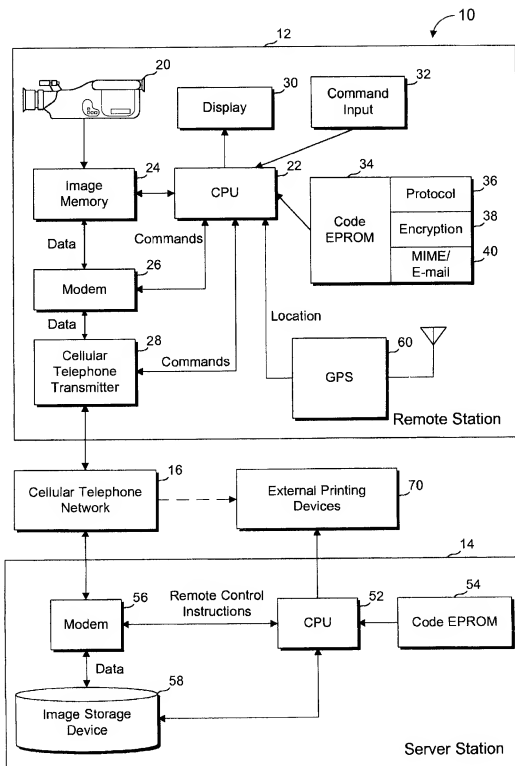 10
12
20
30
32
Display
Command
Input
24
22
34
Image
Memory
CPU
Code
EPROM
Protocol
36
Encryption
38
MIME/
E-mail
40
Data
Commands
26
Modem
Location
Data
28
Cellular
Telephone
Transmitter
Commands
60
GPS
Remote Station
16
70
Cellular Telephone
Network
External Printing
Devices
14
56
Remote Control
Instructions
52
54
Modem
CPU
Code EPROM
Data
58
Image Storage
Device
Server Station